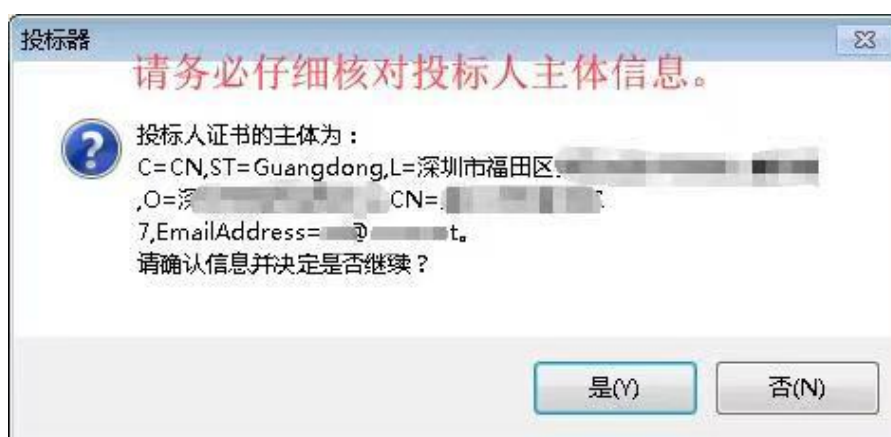 投标器
请务必仔细核对投标人主体信息。
投标人证书的主体为：
C=CN,ST=Guangdong,L=深圳市福田区
,O=深 CN=
7,EmailAddress= @ t。
请确认信息并决定是否继续？
是(Y) 否(N)